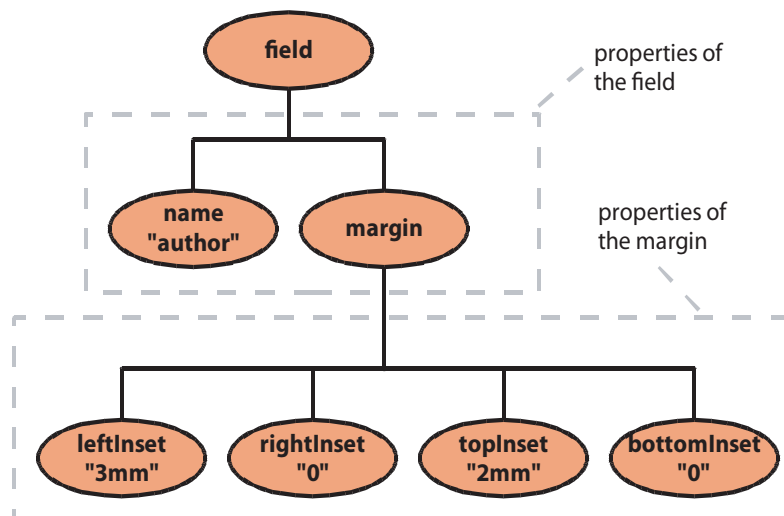 field
properties of
the field
name
"author"
margin
properties of
the margin
leftInset
"3mm"
rightInset
"0"
topInset
"2mm"
bottomInset
"0"